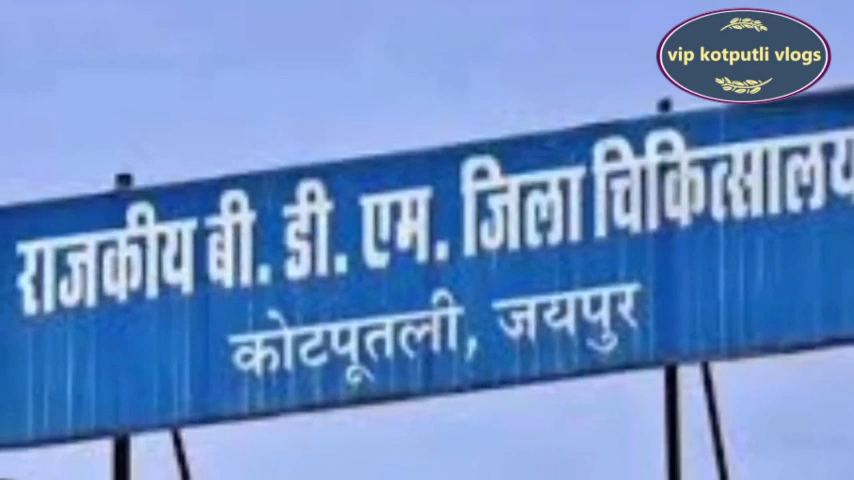 vip kotputli vlogs
राजकीय बी. डी. एम. जिला चिकित्सालय
कोटपूतली, जयपुर